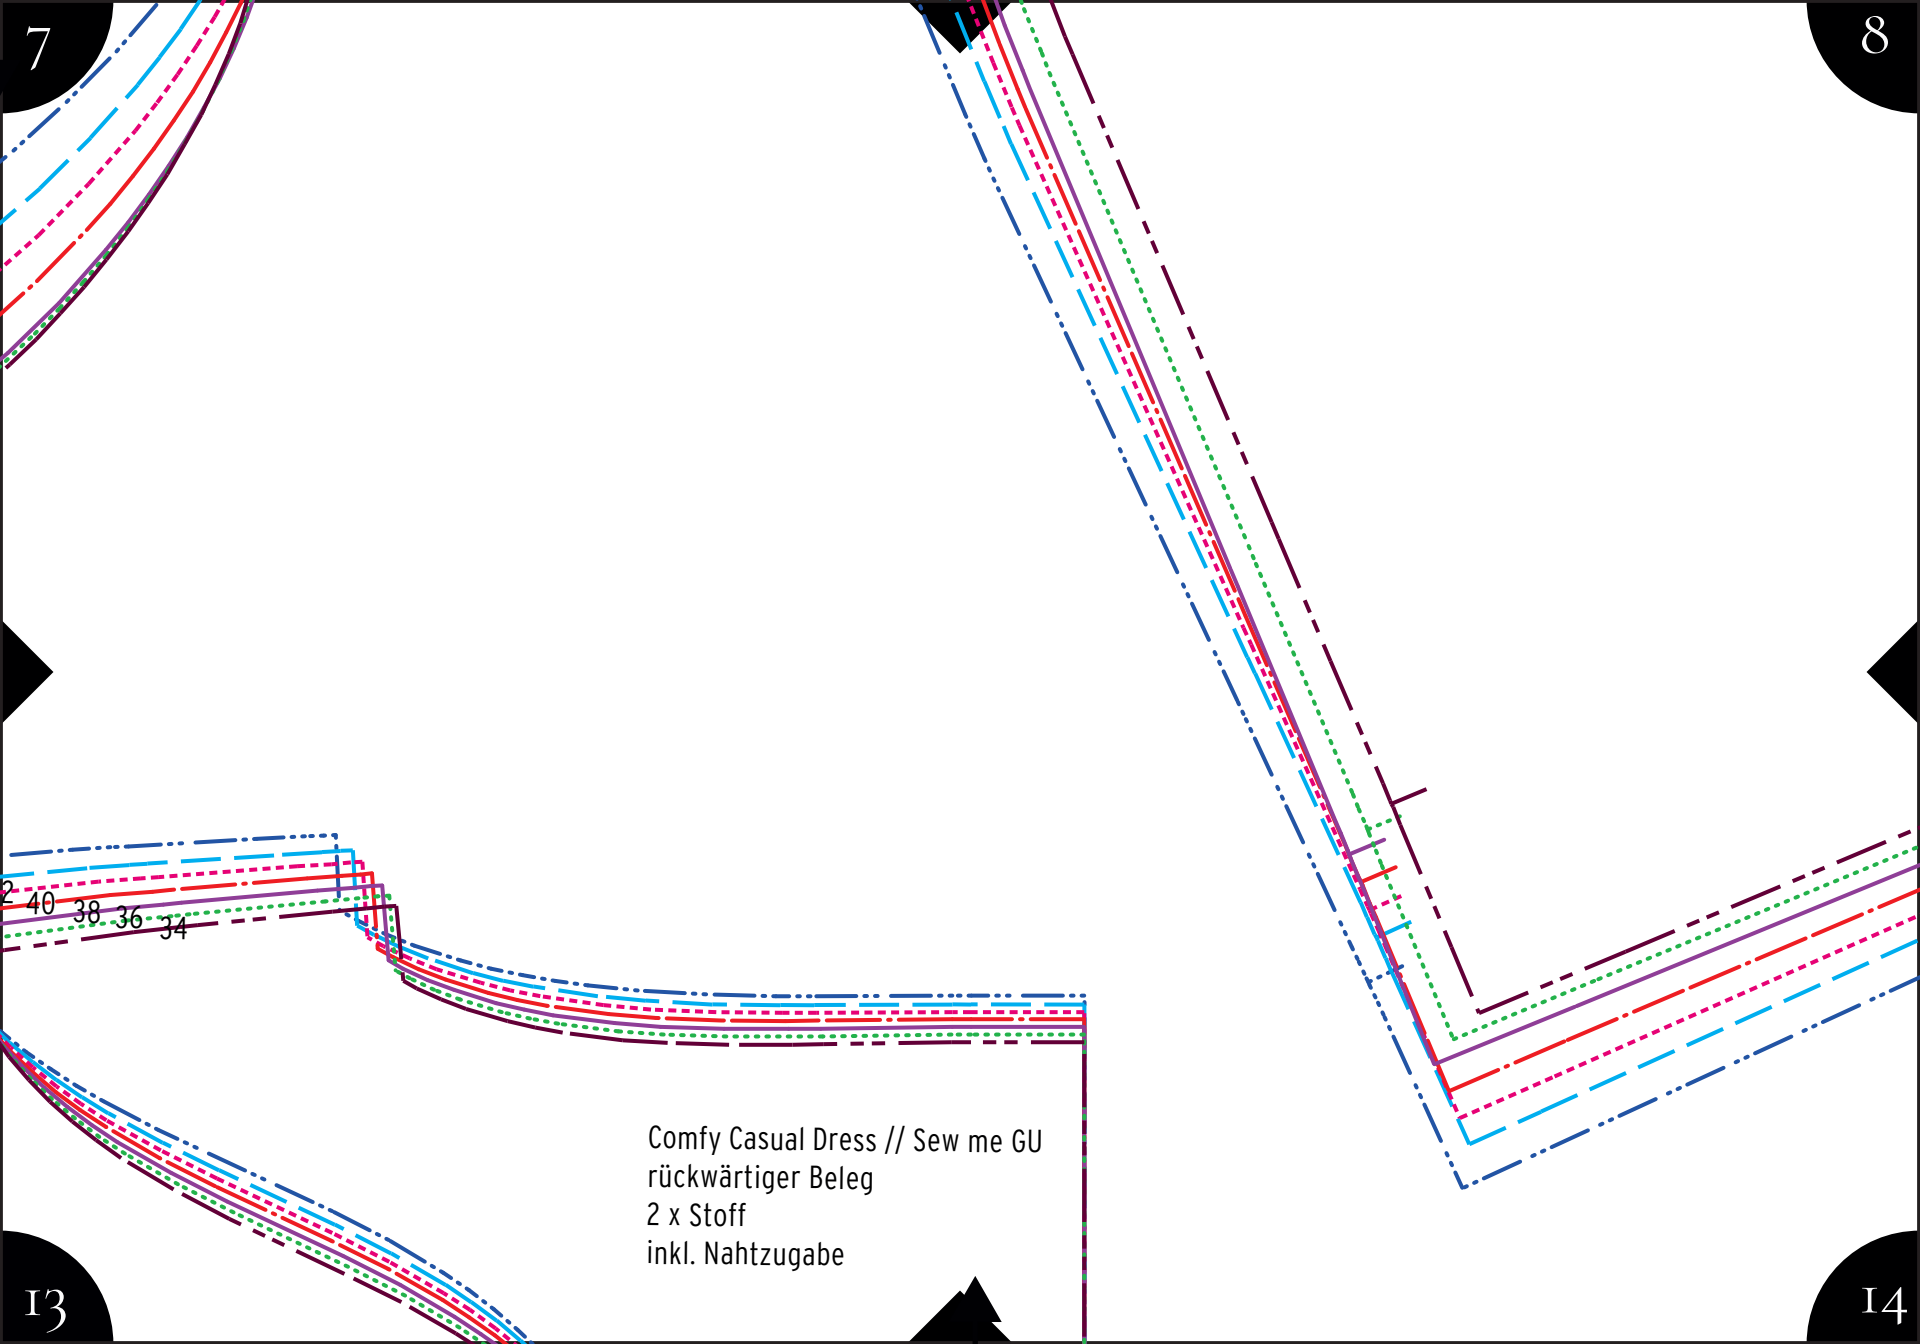 7
8
2 40 38 36 34
Comfy Casual Dress // Sew me GU
rückwärtiger Beleg
2 x Stoff
inkl. Nahtzugabe
13
14